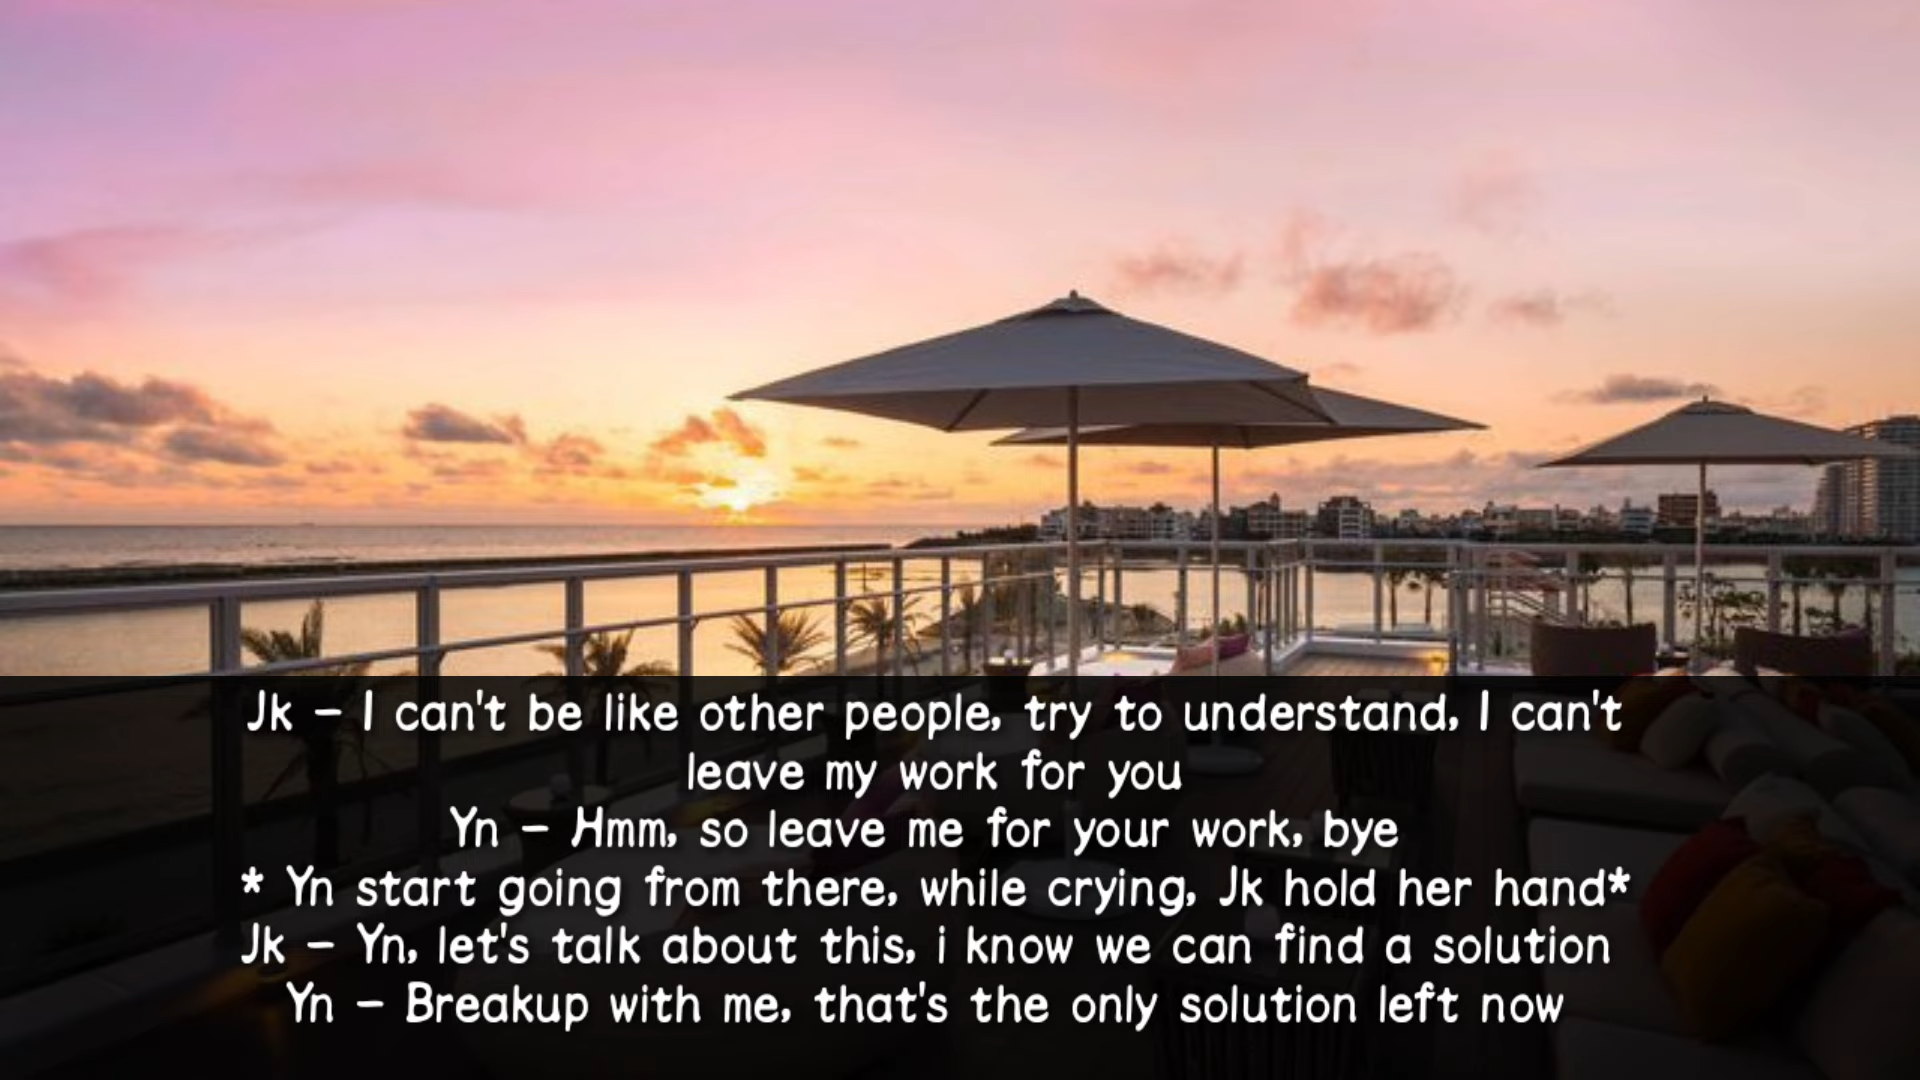 Jk - I can't be like other people, try to understand, I can't
leave my work for you
Yn - Hmm, so leave me for your work, bye
* Yn start going from there, while crying, Jk hold her hand*
Jk - Yn, let's talk about this, i know we can find a solution
Yn - Breakup with me, that's the only solution left now